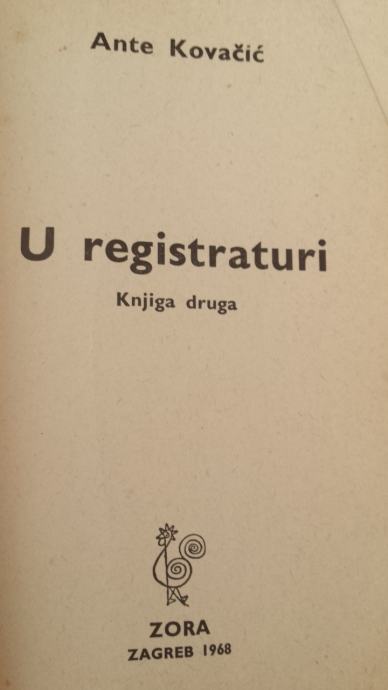 Ante Kovačić
U registraturi
Knjiga druga
ZORA
ZAGREB 1968